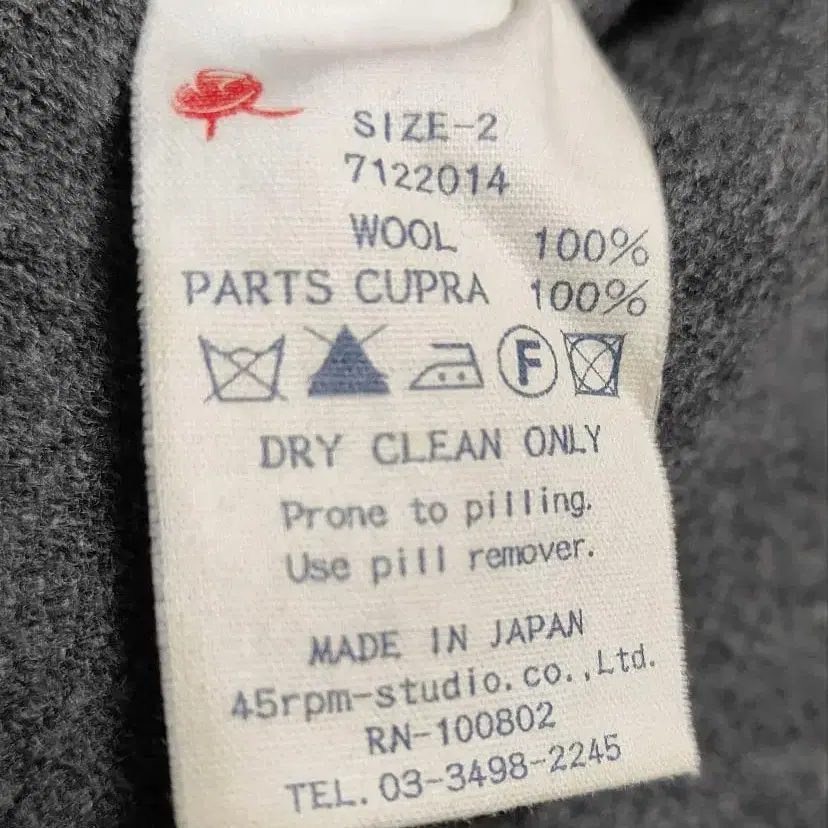 SIZE-2
7122014
WOOL 100%
PARTS CUPRA 100%
F
DRY CLEAN ONLY
Prone to pilling.
Use pill remover.
MADE IN JAPAN
45rpm-studio.co.,Ltd.
RN-100802
TEL.03-3498-2245